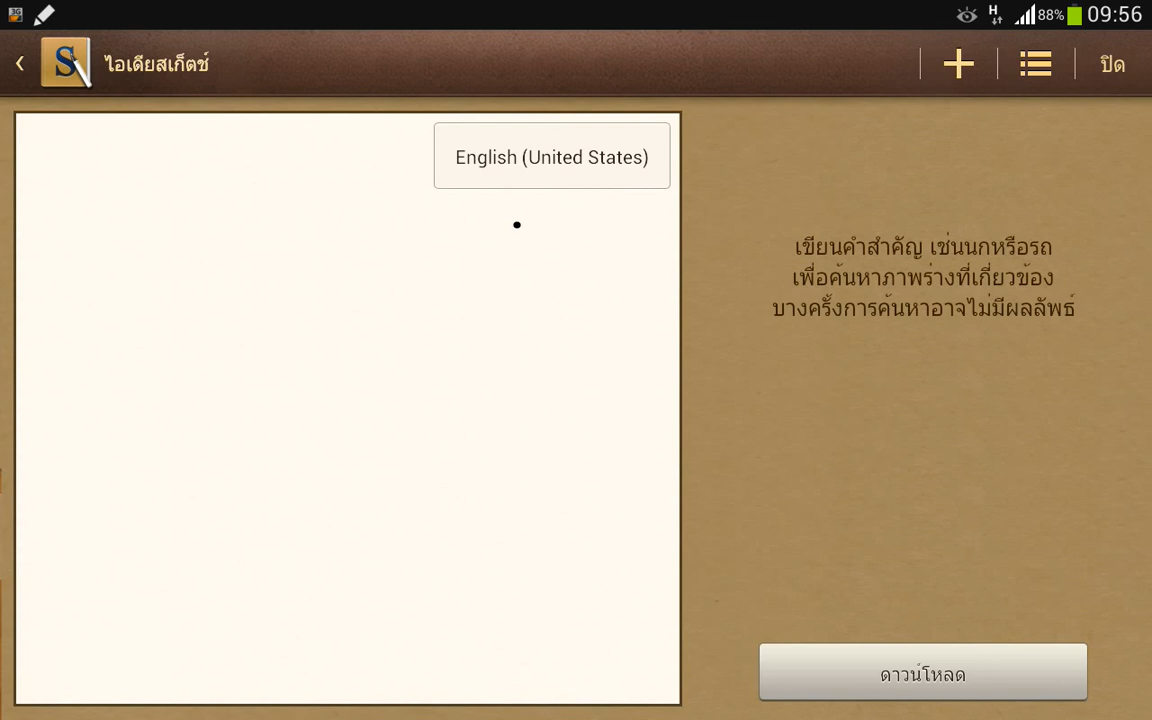 3G
H
88%
09:56
S
ไอเดียสเก็ตช์
ปิด
English (United States)
เขียนคำสำคัญ เช่นนกหรือรถ
เพื่อค้นหาภาพร่างที่เกี่ยวข้อง
บางครั้งการค้นหาอาจไม่มีผลลัพธ์
ดาวน์โหลด